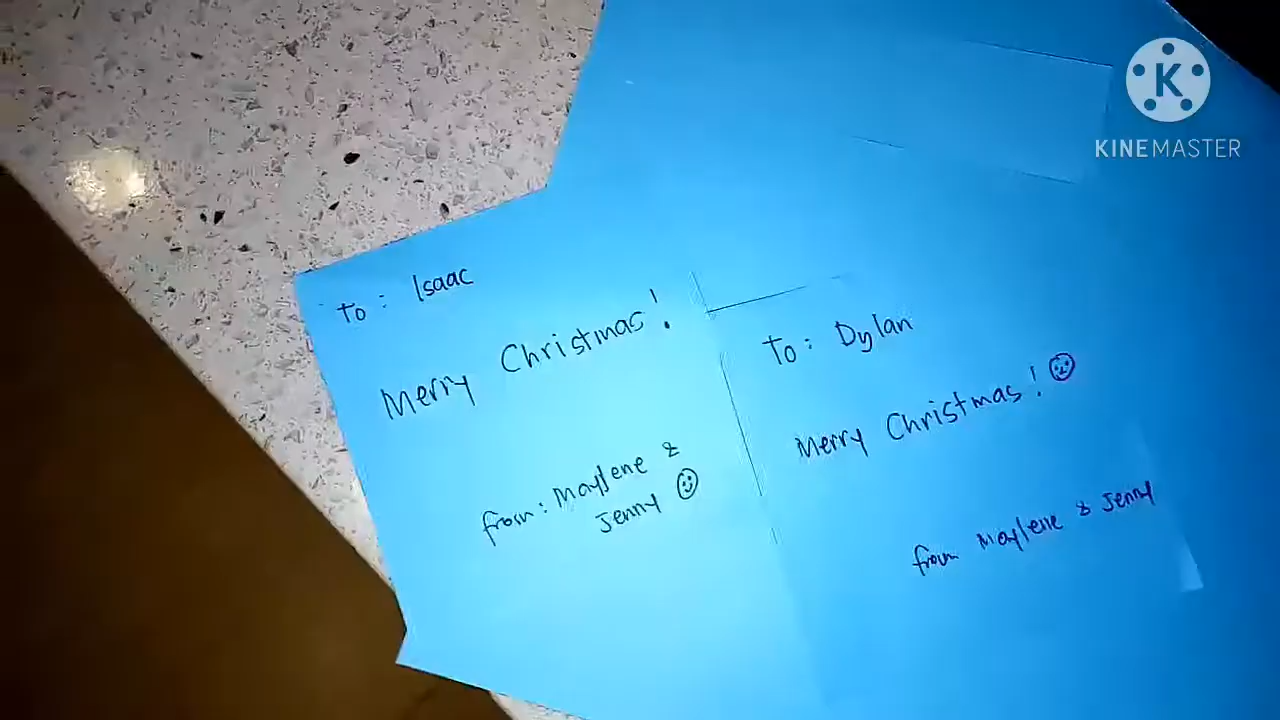 To: Isaac
Merry Christmas!
from: Maylene &
Jenny
To: Dylan
Merry Christmas!
from Maylene & Jenny
KINEMASTER